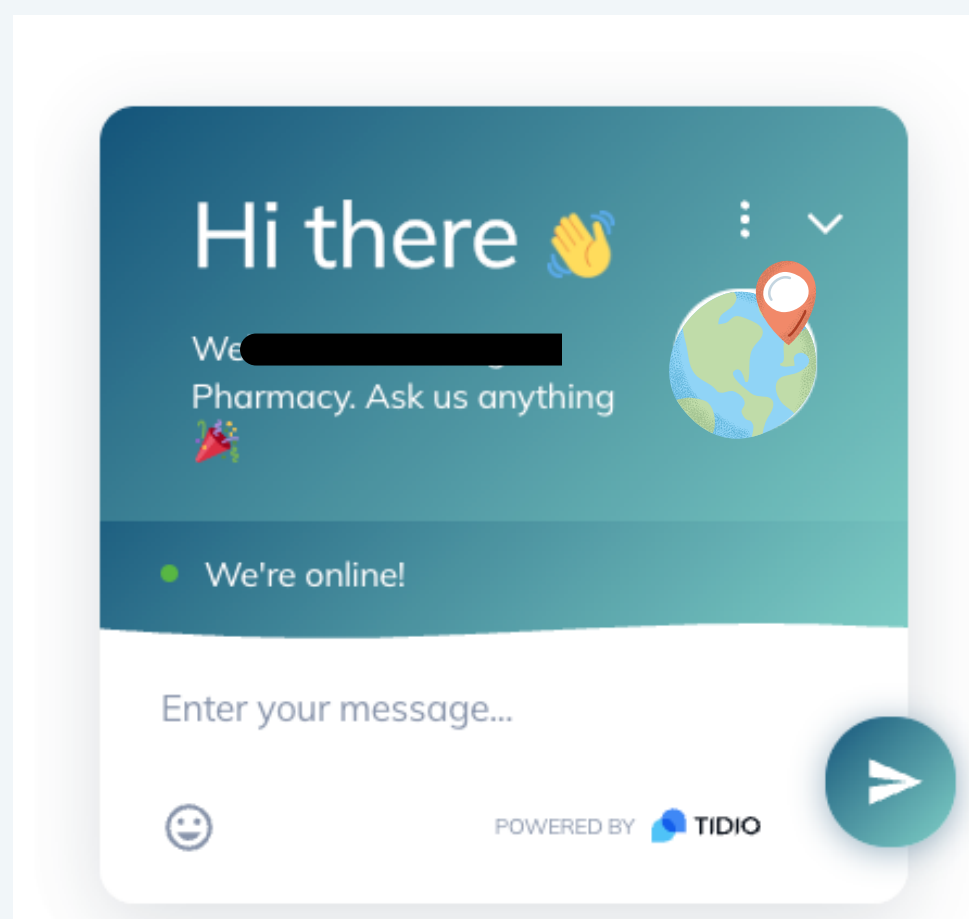 Hi there 👋
We
Pharmacy. Ask us anything
🎉
We're online!
Enter your message...
POWERED BY TIDIO